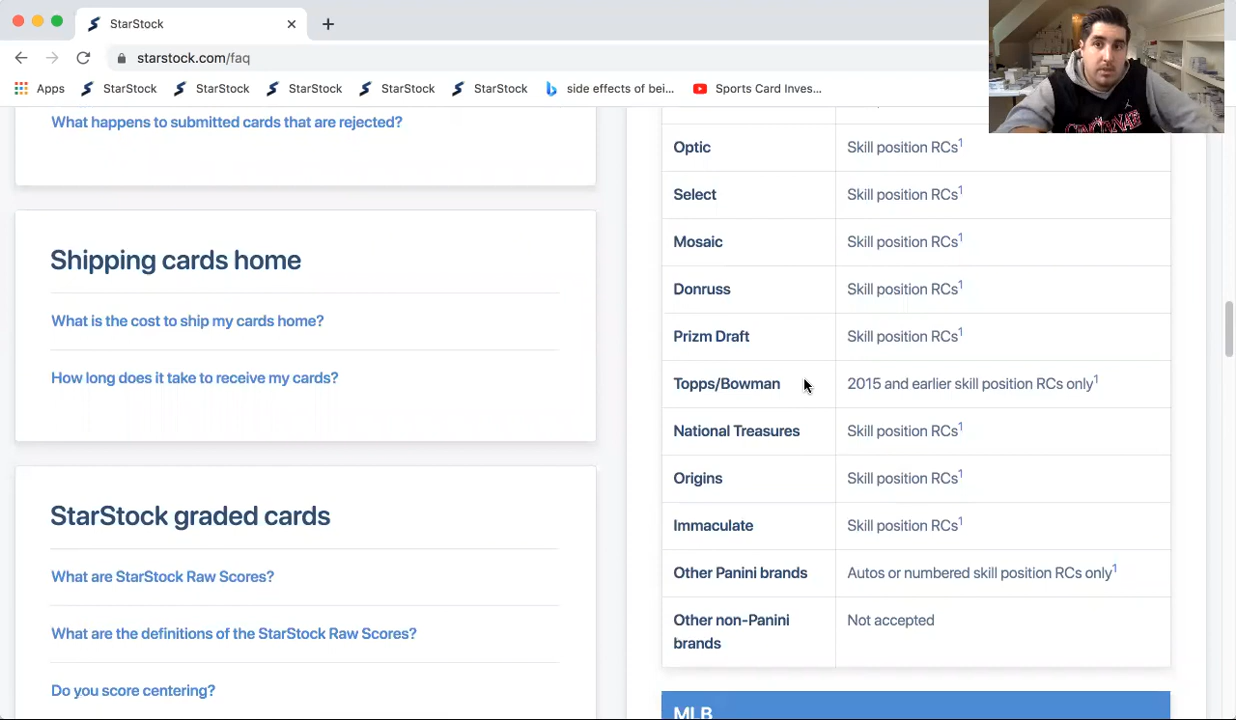 StarStock
starstock.com/faq
Apps
StarStock
StarStock
StarStock
StarStock
StarStock
side effects of bei...
Sports Card Inves...
What happens to submitted cards that are rejected?
Shipping cards home
What is the cost to ship my cards home?
How long does it take to receive my cards?
StarStock graded cards
What are StarStock Raw Scores?
What are the definitions of the StarStock Raw Scores?
Do you score centering?
Optic Skill position RCs1
Select Skill position RCs1
Mosaic Skill position RCs1
Donruss Skill position RCs1
Prizm Draft Skill position RCs1
Topps/Bowman 2015 and earlier skill position RCs only1
National Treasures Skill position RCs1
Origins Skill position RCs1
Immaculate Skill position RCs1
Other Panini brands Autos or numbered skill position RCs only1
Other non-Panini Not accepted
brands
MLB